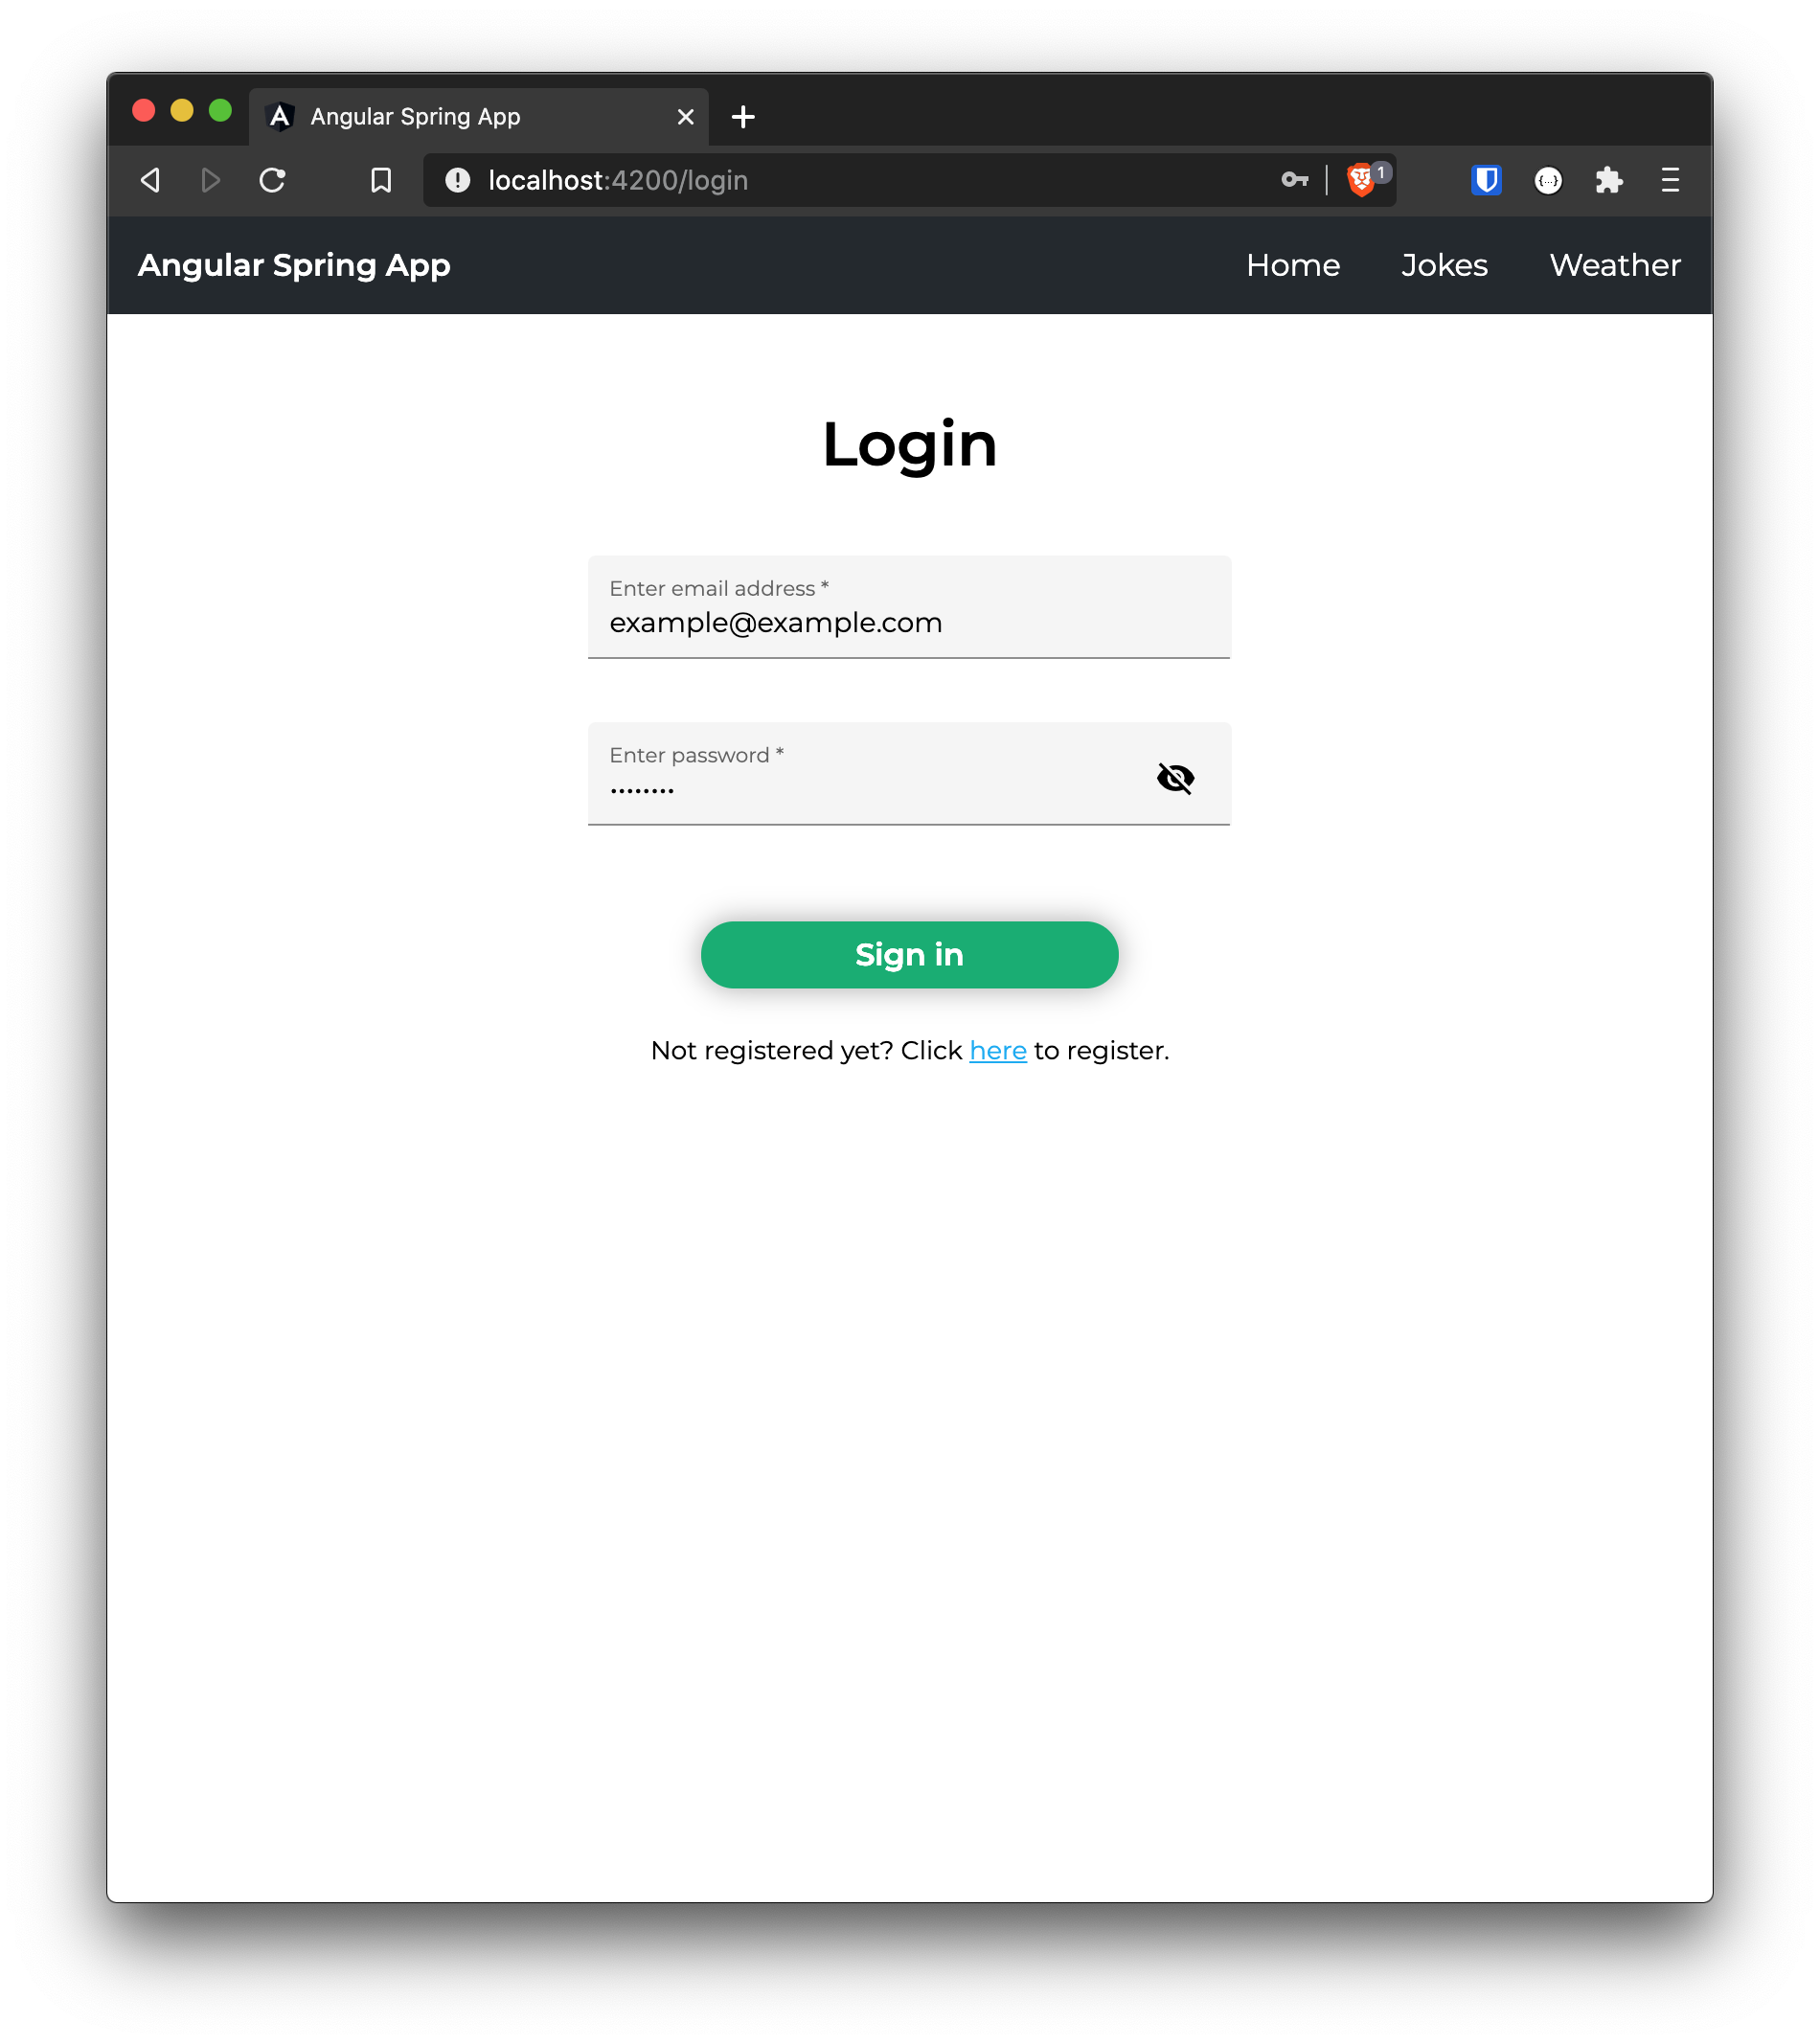 Angular Spring App
localhost:4200/login
1
Angular Spring App Home Jokes Weather
Login
Enter email address *
example@example.com
Enter password *
••••••••
Sign in
Not registered yet? Click here to register.